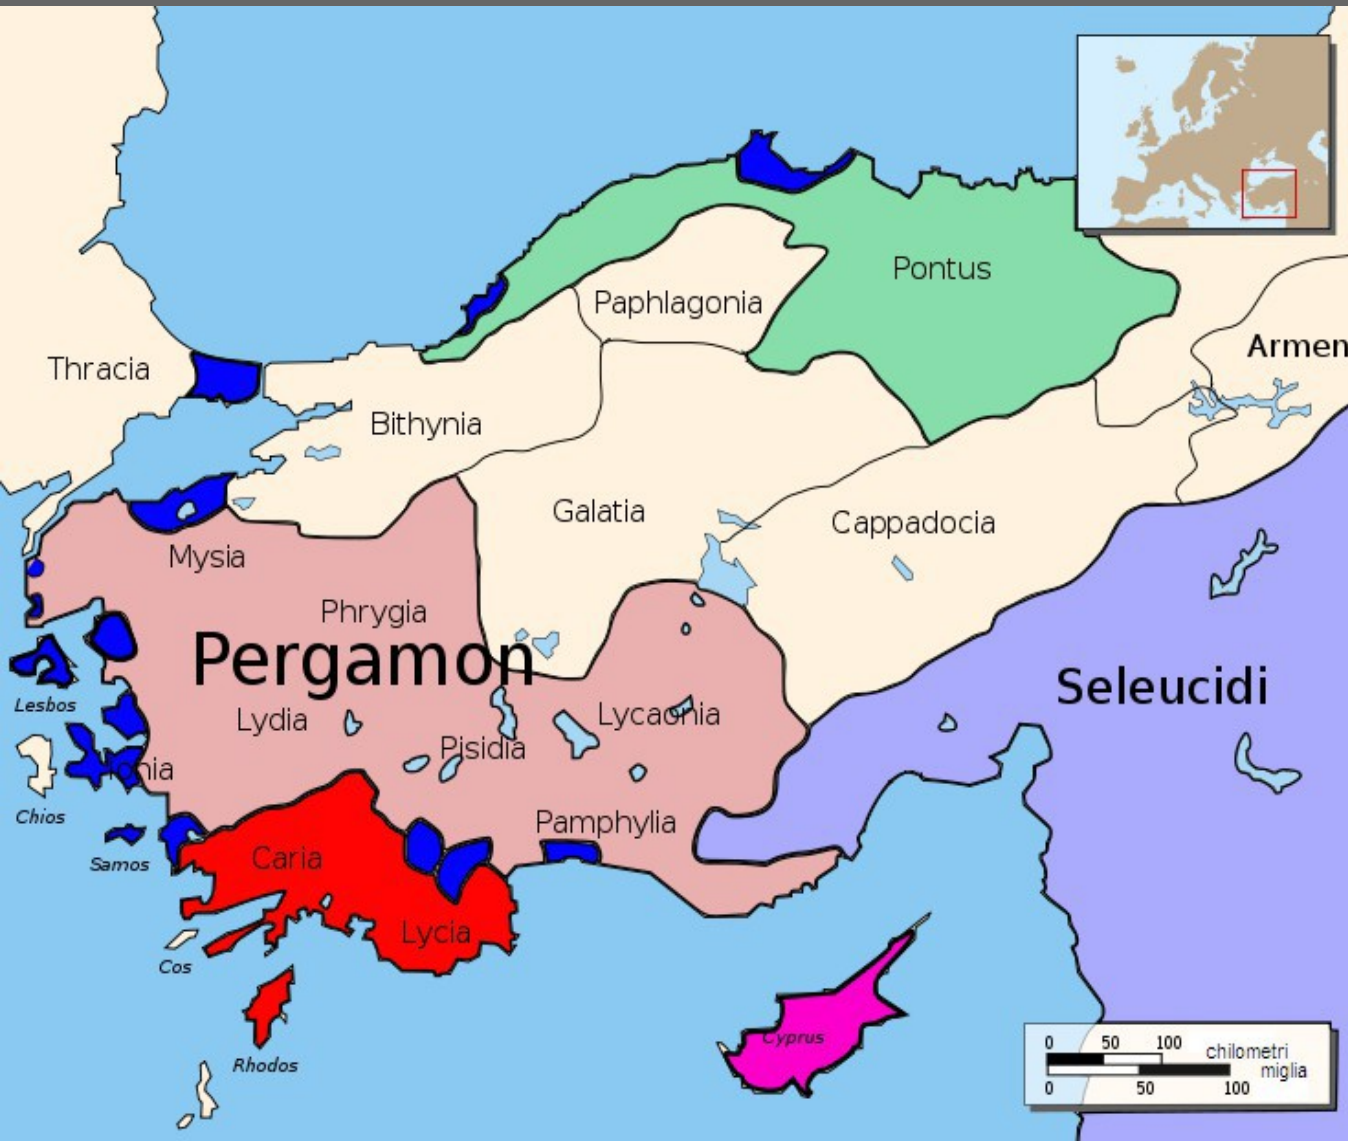 Pontus
Paphlagonia
Armen
Thracia
Bithynia
Galatia
Cappadocia
Mysia
Phrygia
Pergamon
Seleucidi
Lesbos
Lydia
Lycaonia
Pisidia
Ionia
Chios
Pamphylia
Samos
Caria
Lycia
Cos
Cyprus
Rhodos
0 50 100 chilometri
miglia
0 50 100